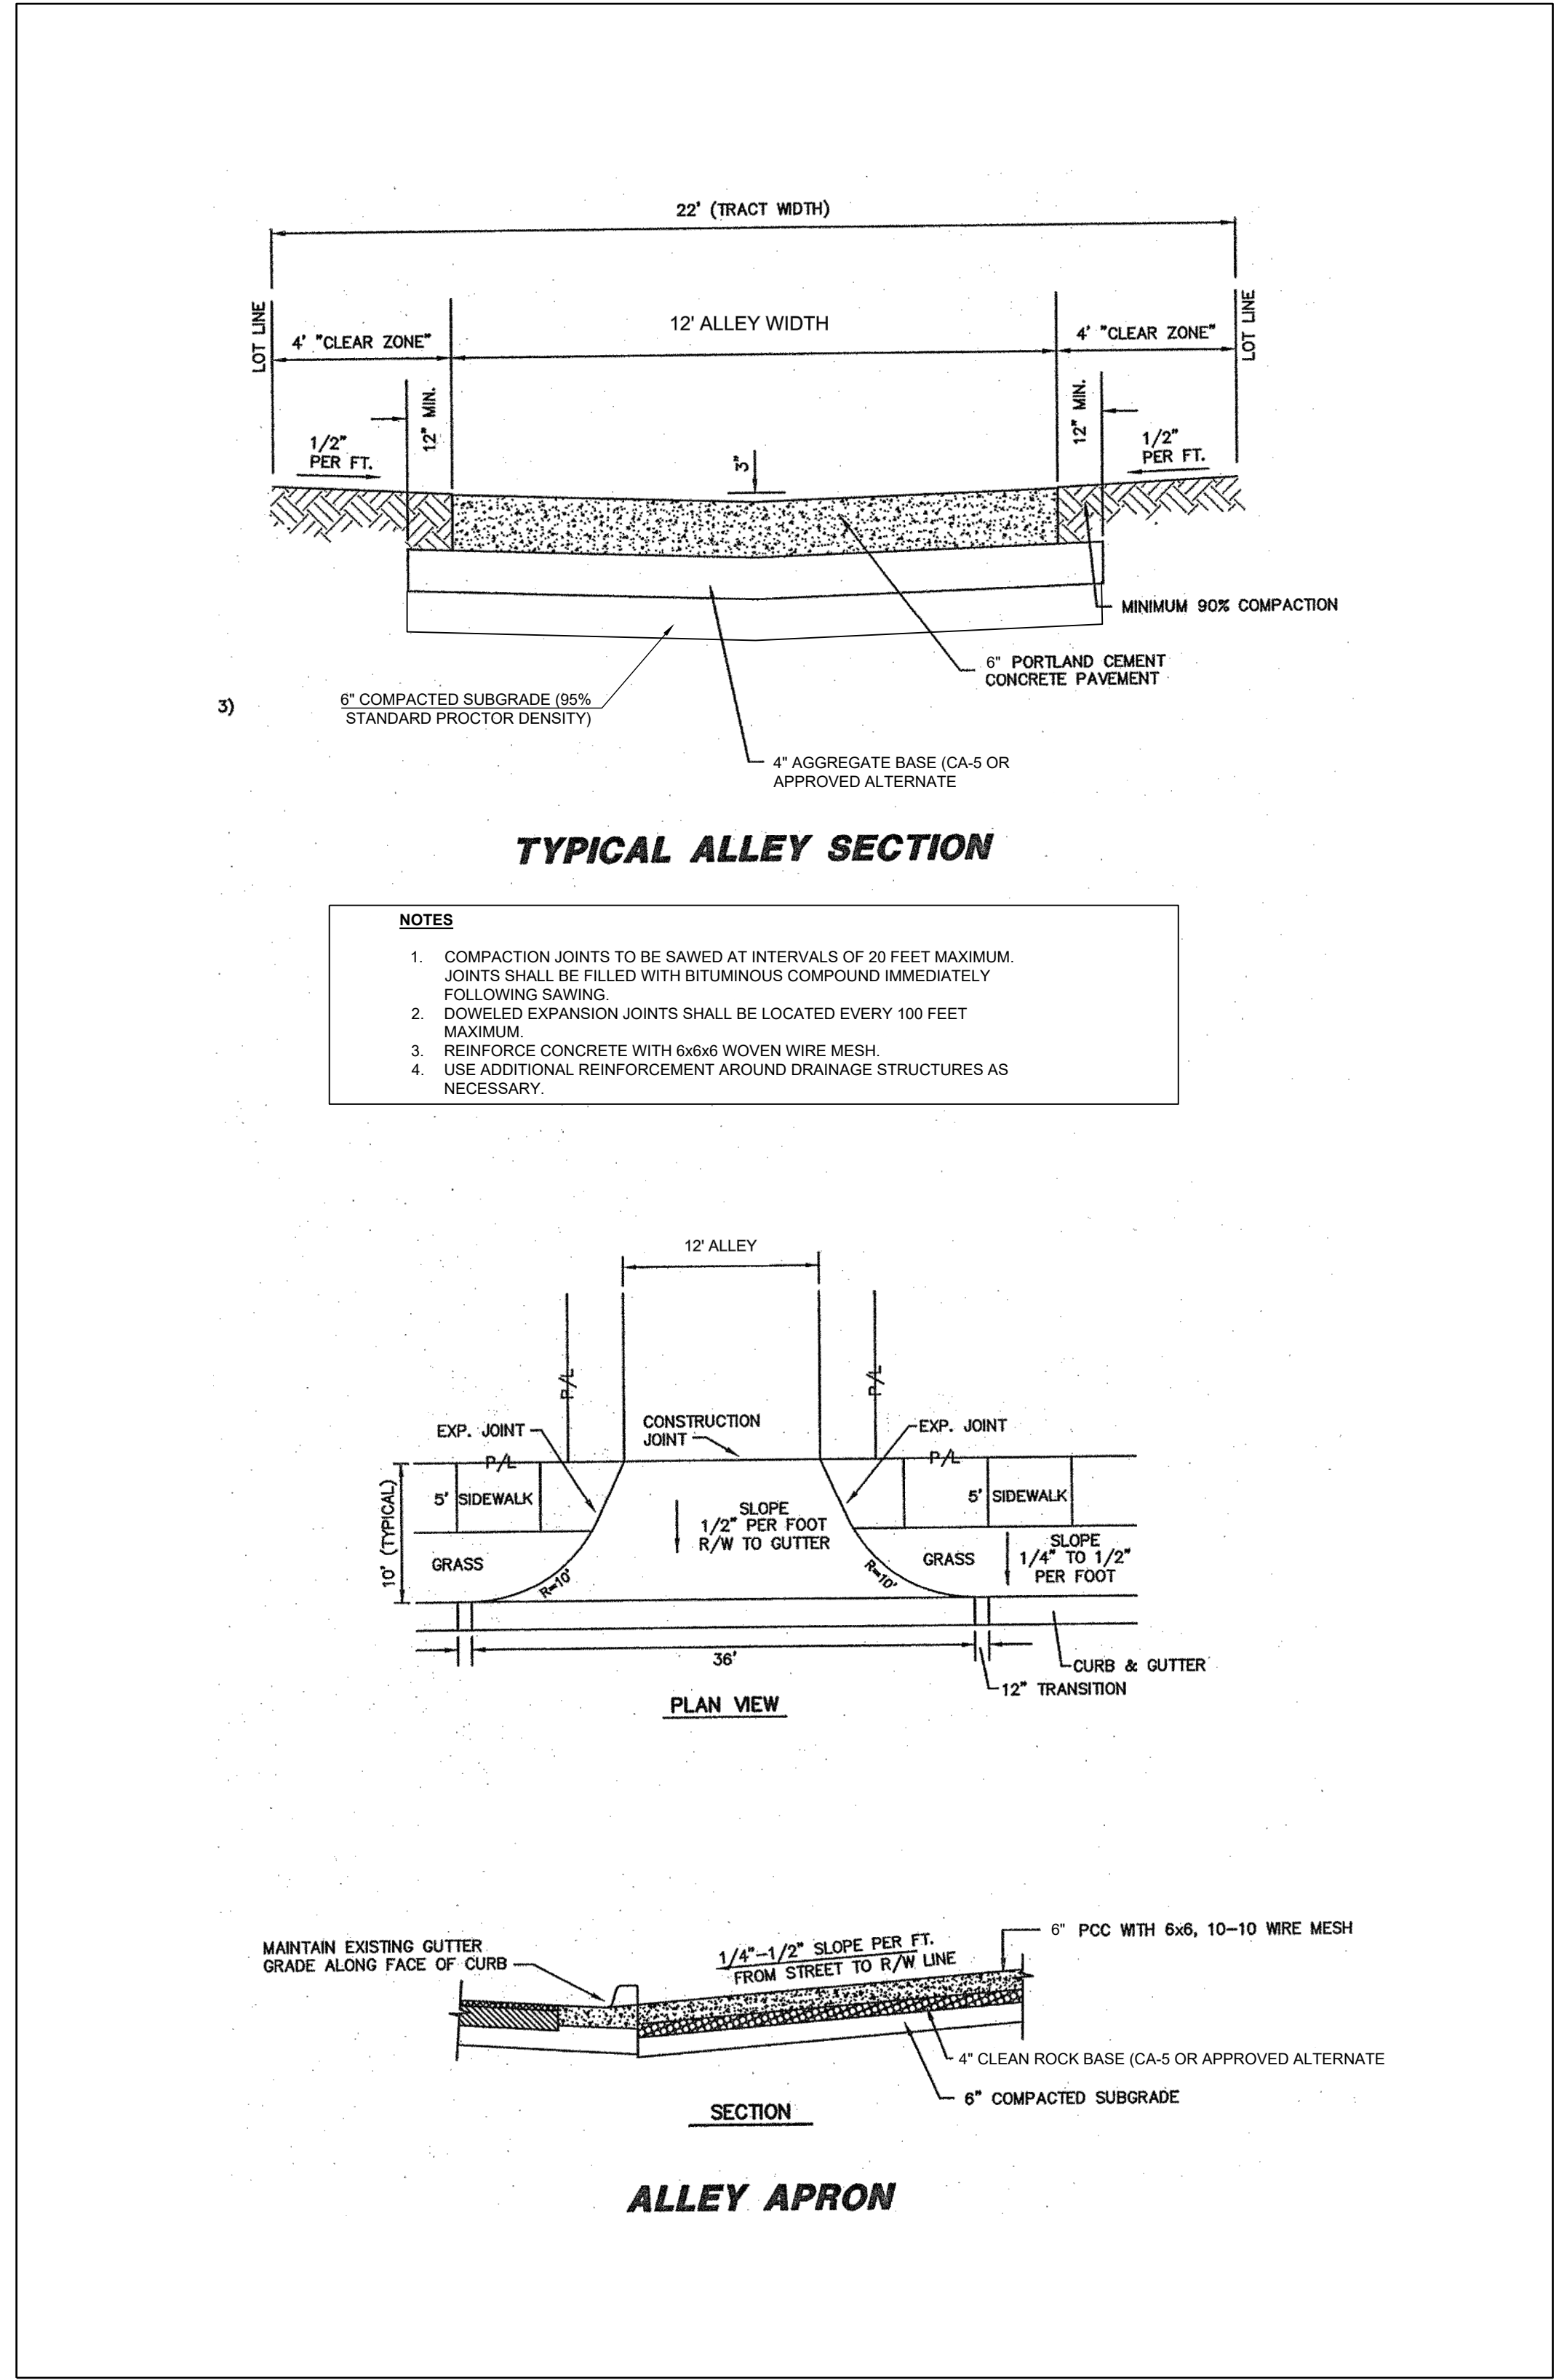 22' (TRACT WIDTH)
LOT LINE
4' "CLEAR ZONE"
12' ALLEY WIDTH
4' "CLEAR ZONE"
LOT LINE
12" MIN.
12" MIN.
1/2"
PER FT.
3"
1/2"
PER FT.
MINIMUM 90% COMPACTION
6" PORTLAND CEMENT
CONCRETE PAVEMENT
3)
6" COMPACTED SUBGRADE (95%
STANDARD PROCTOR DENSITY)
4" AGGREGATE BASE (CA-5 OR
APPROVED ALTERNATE
TYPICAL ALLEY SECTION
NOTES
1. COMPACTION JOINTS TO BE SAWED AT INTERVALS OF 20 FEET MAXIMUM.
JOINTS SHALL BE FILLED WITH BITUMINOUS COMPOUND IMMEDIATELY
FOLLOWING SAWING.
2. DOWELED EXPANSION JOINTS SHALL BE LOCATED EVERY 100 FEET
MAXIMUM.
3. REINFORCE CONCRETE WITH 6x6x6 WOVEN WIRE MESH.
4. USE ADDITIONAL REINFORCEMENT AROUND DRAINAGE STRUCTURES AS
NECESSARY.
12' ALLEY
P/L
P/L
EXP. JOINT
CONSTRUCTION
JOINT
EXP. JOINT
P/L
P/L
10' (TYPICAL)
5' SIDEWALK
SLOPE
1/2" PER FOOT
R/W TO GUTTER
5' SIDEWALK
GRASS
R=10'
R=10'
GRASS
SLOPE
1/4" TO 1/2"
PER FOOT
36'
CURB & GUTTER
12" TRANSITION
PLAN VIEW
MAINTAIN EXISTING GUTTER
GRADE ALONG FACE OF CURB
1/4"-1/2" SLOPE PER FT.
FROM STREET TO R/W LINE
6" PCC WITH 6x6, 10-10 WIRE MESH
4" CLEAN ROCK BASE (CA-5 OR APPROVED ALTERNATE
6" COMPACTED SUBGRADE
SECTION
ALLEY APRON